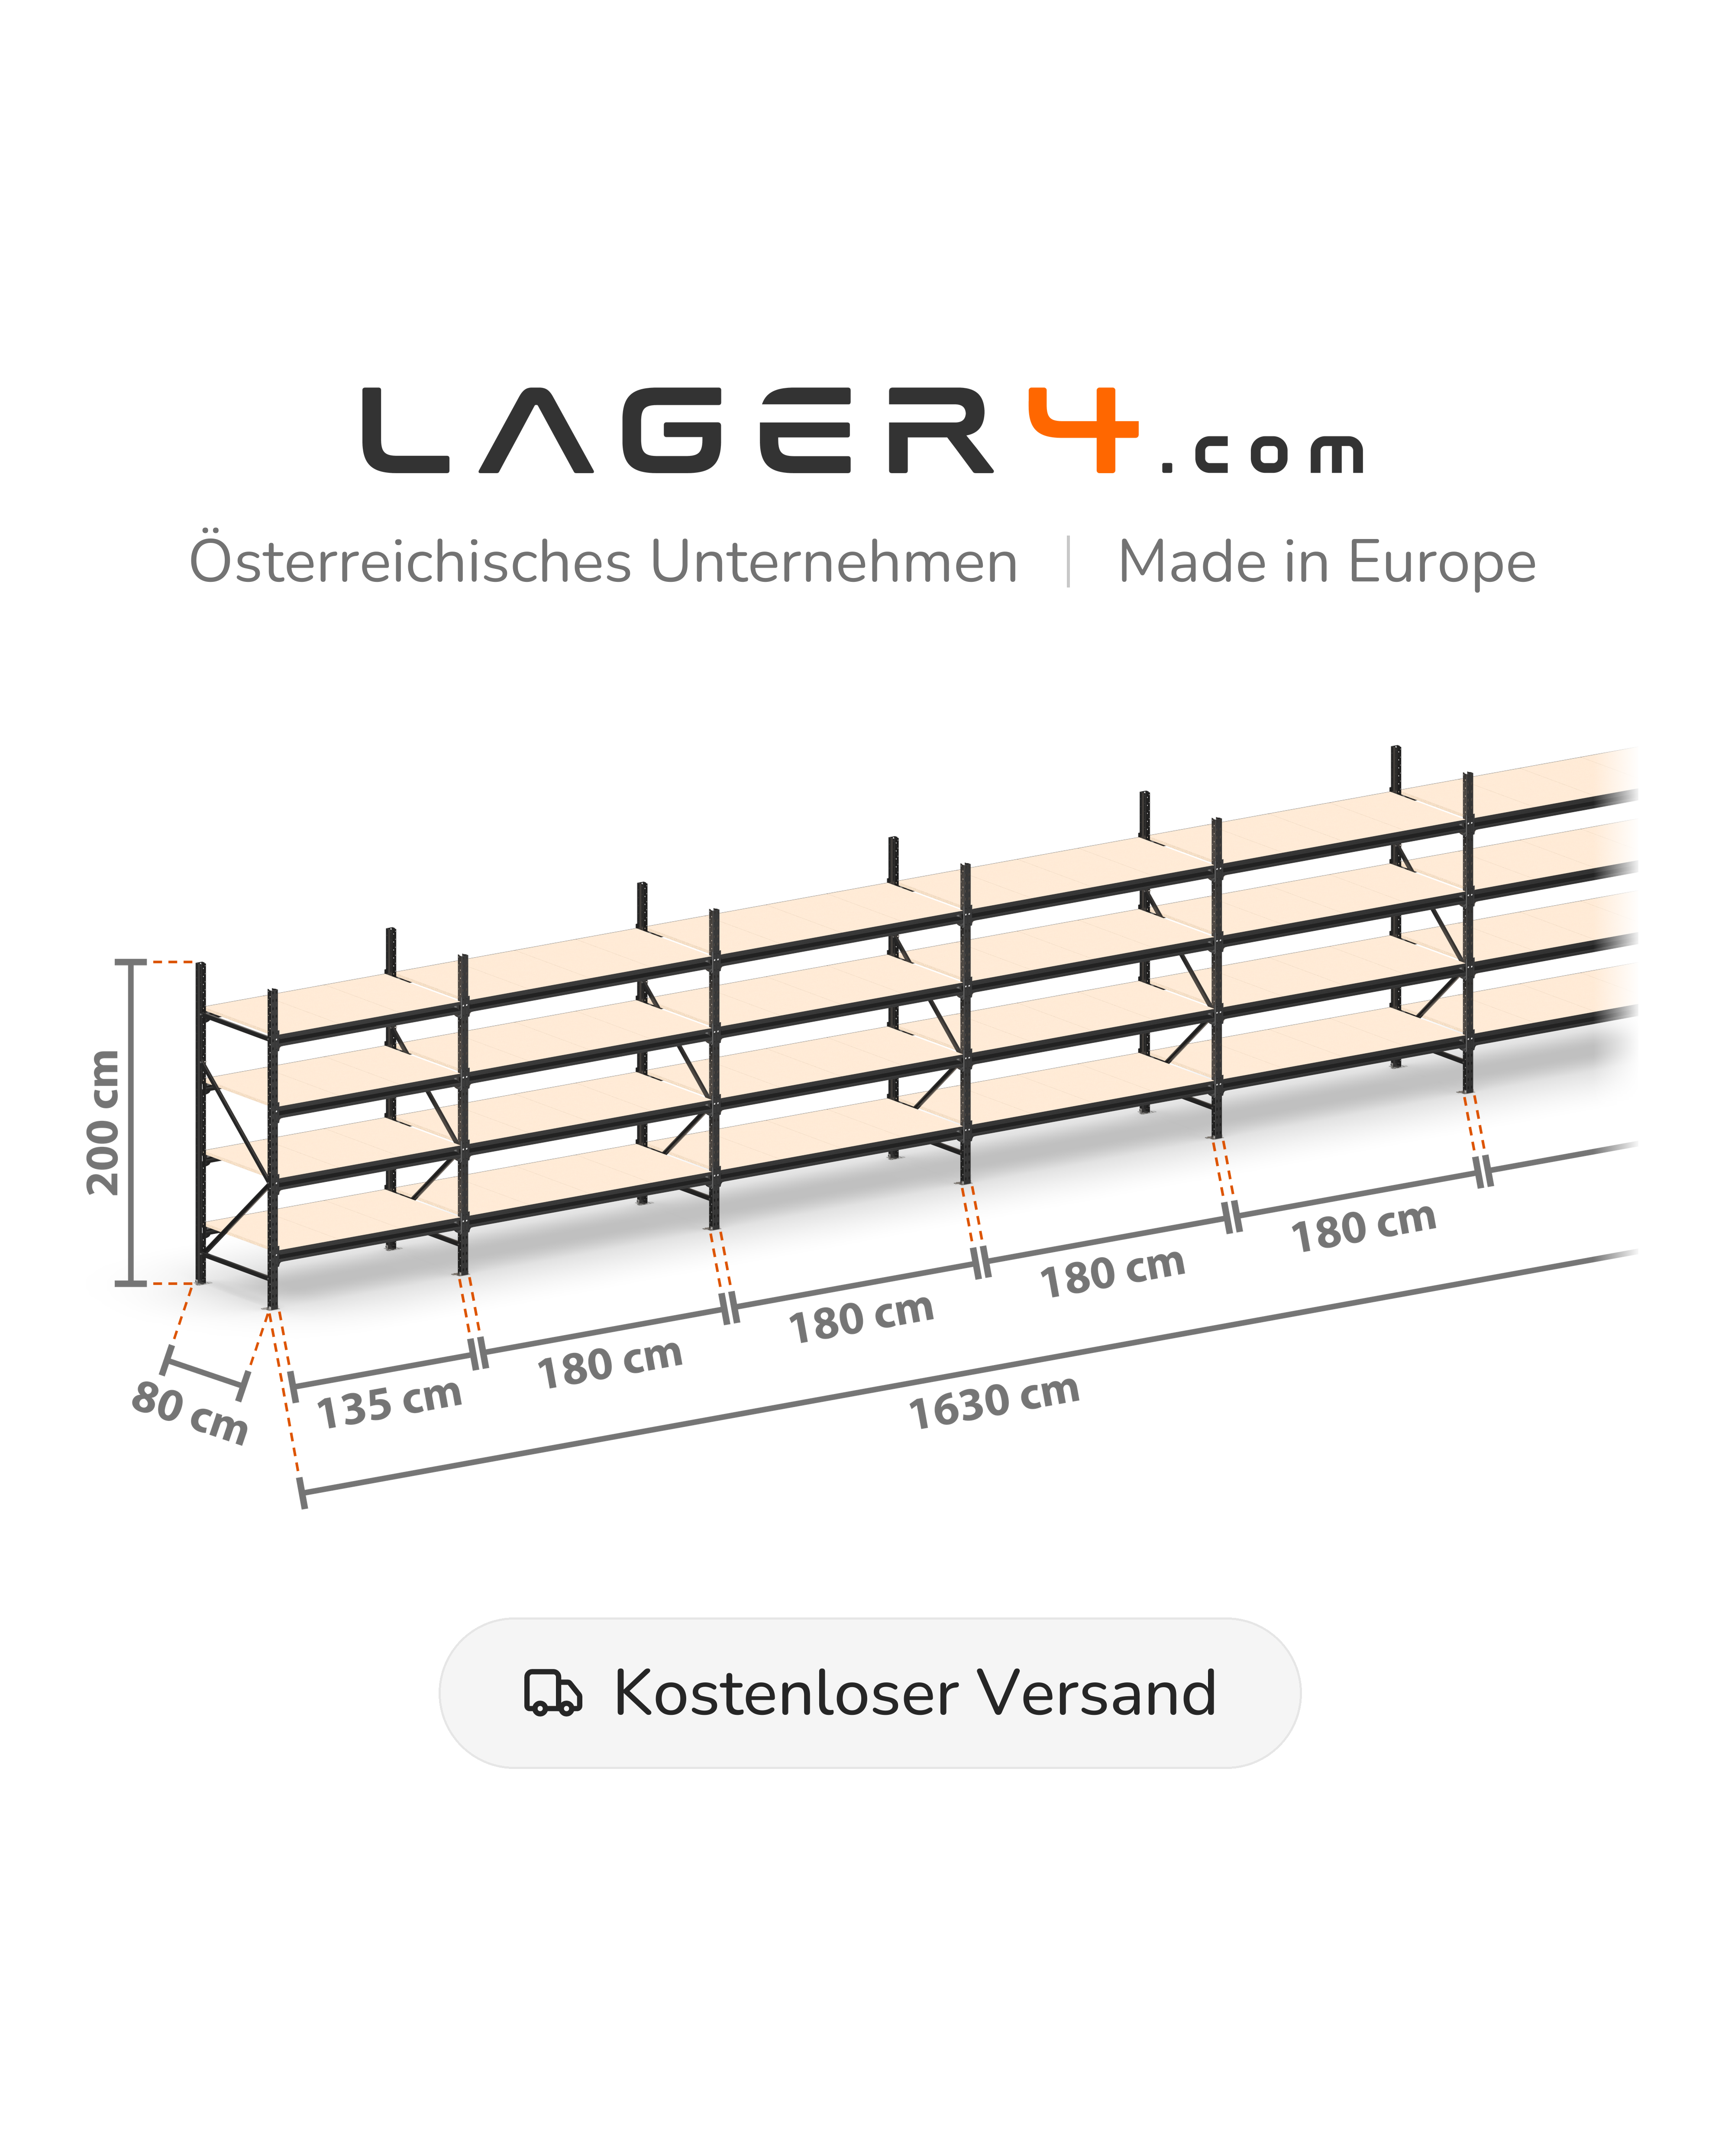 LAGER4.com
Österreichisches Unternehmen | Made in Europe
200 cm
80 cm
135 cm
180 cm
180 cm
180 cm
180 cm
1630 cm
Kostenloser Versand